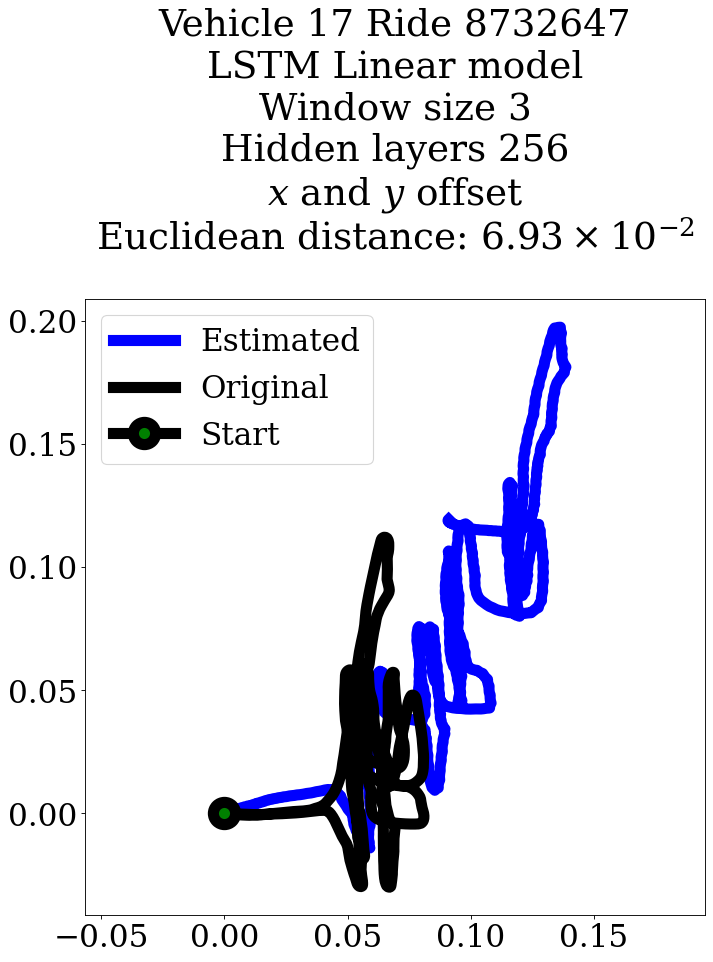 Vehicle 17 Ride 8732647
LSTM Linear model
Window size 3
Hidden layers 256
x and y offset
Euclidean distance: 6.93 × 10⁻²
Estimated
Original
Start
0.20
0.15
0.10
0.05
0.00
−0.05 0.00 0.05 0.10 0.15